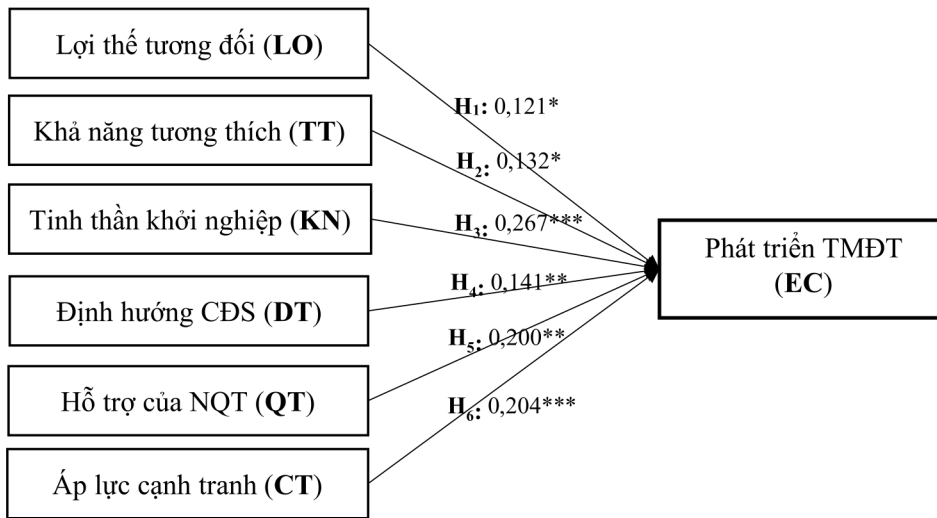 Lợi thế tương đối (LO)
Khả năng tương thích (TT)
Tinh thần khởi nghiệp (KN)
Định hướng CĐS (DT)
Hỗ trợ của NQT (QT)
Áp lực cạnh tranh (CT)
H₁: 0,121*
H₂: 0,132*
H₃: 0,267***
H₄: 0,141**
H₅: 0,200**
H₆: 0,204***
Phát triển TMĐT
(EC)